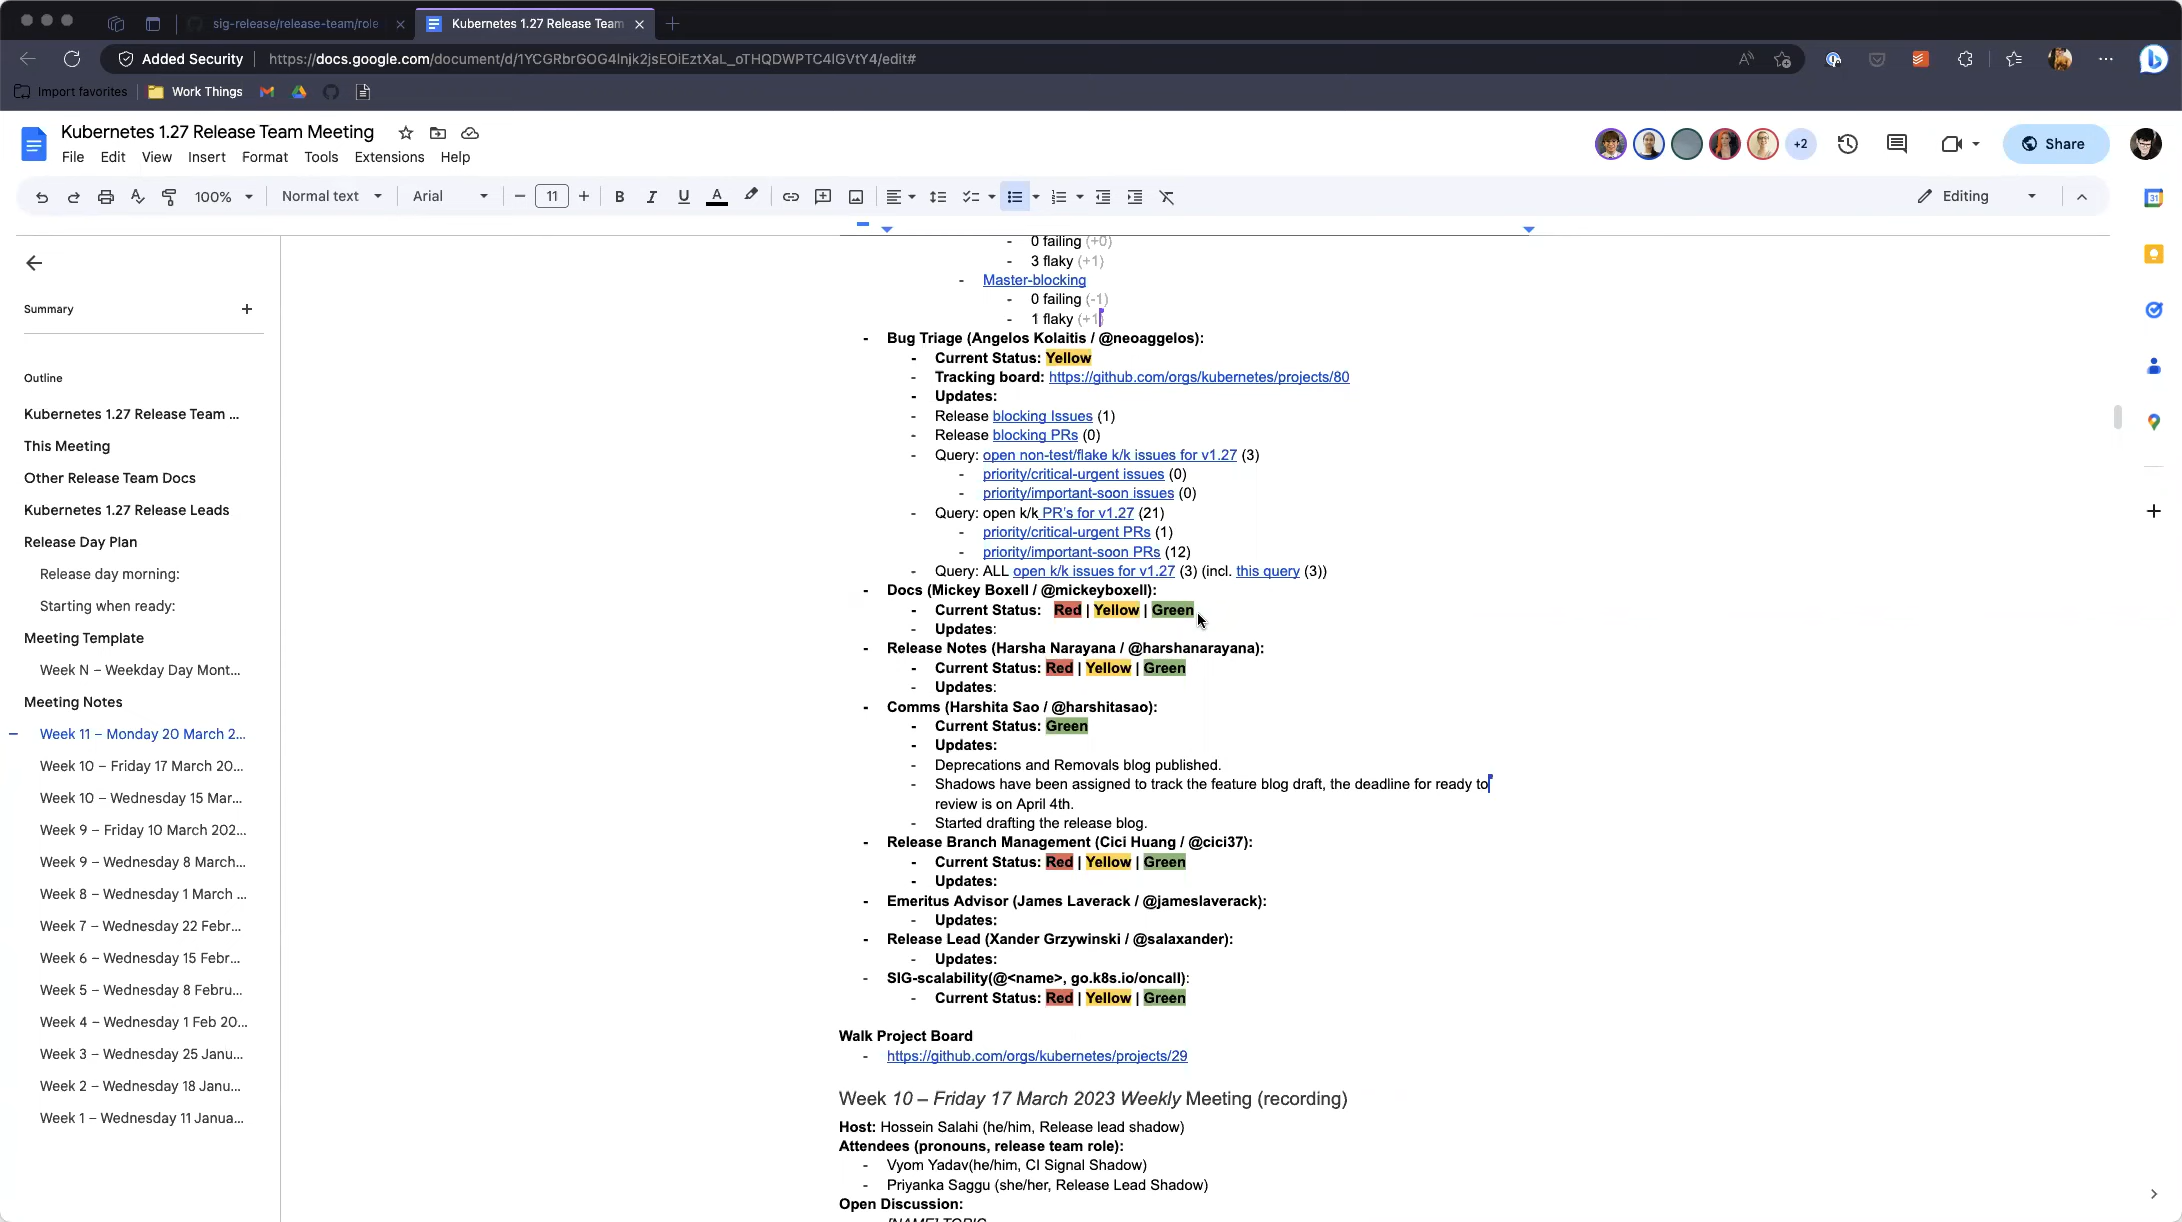 sig-release/release-team/role
Kubernetes 1.27 Release Team
Added Security
https://docs.google.com/document/d/1YCGRbrGOG4lnjk2jsEOiEztXaL_oTHQDWPTC4lGVtY4/edit#
Import favorites
Work Things
Kubernetes 1.27 Release Team Meeting
File Edit View Insert Format Tools Extensions Help
+2
Share
100% Normal text Arial 11
B I U A
Editing
31
Summary
Outline
Kubernetes 1.27 Release Team ...
This Meeting
Other Release Team Docs
Kubernetes 1.27 Release Leads
Release Day Plan
Release day morning:
Starting when ready:
Meeting Template
Week N – Weekday Day Mont...
Meeting Notes
Week 11 – Monday 20 March 2...
Week 10 – Friday 17 March 20...
Week 10 – Wednesday 15 Mar...
Week 9 – Friday 10 March 202...
Week 9 – Wednesday 8 March...
Week 8 – Wednesday 1 March ...
Week 7 – Wednesday 22 Febr...
Week 6 – Wednesday 15 Febr...
Week 5 – Wednesday 8 Febru...
Week 4 – Wednesday 1 Feb 20...
Week 3 – Wednesday 25 Janu...
Week 2 – Wednesday 18 Janu...
Week 1 – Wednesday 11 Janua...
- 0 failing (+0)
- 3 flaky (+1)
- Master-blocking
- 0 failing (-1)
- 1 flaky (+1)
- Bug Triage (Angelos Kolaitis / @neoaggelos):
- Current Status: Yellow
- Tracking board: https://github.com/orgs/kubernetes/projects/80
- Updates:
- Release blocking Issues (1)
- Release blocking PRs (0)
- Query: open non-test/flake k/k issues for v1.27 (3)
- priority/critical-urgent issues (0)
- priority/important-soon issues (0)
- Query: open k/k PR's for v1.27 (21)
- priority/critical-urgent PRs (1)
- priority/important-soon PRs (12)
- Query: ALL open k/k issues for v1.27 (3) (incl. this query (3))
- Docs (Mickey Boxell / @mickeyboxell):
- Current Status: Red | Yellow | Green
- Updates:
- Release Notes (Harsha Narayana / @harshanarayana):
- Current Status: Red | Yellow | Green
- Updates:
- Comms (Harshita Sao / @harshitasao):
- Current Status: Green
- Updates:
- Deprecations and Removals blog published.
- Shadows have been assigned to track the feature blog draft, the deadline for ready to
review is on April 4th.
- Started drafting the release blog.
- Release Branch Management (Cici Huang / @cici37):
- Current Status: Red | Yellow | Green
- Updates:
- Emeritus Advisor (James Laverack / @jameslaverack):
- Updates:
- Release Lead (Xander Grzywinski / @salaxander):
- Updates:
- SIG-scalability(@<name>, go.k8s.io/oncall):
- Current Status: Red | Yellow | Green
Walk Project Board
- https://github.com/orgs/kubernetes/projects/29
Week 10 – Friday 17 March 2023 Weekly Meeting (recording)
Host: Hossein Salahi (he/him, Release lead shadow)
Attendees (pronouns, release team role):
- Vyom Yadav(he/him, CI Signal Shadow)
- Priyanka Saggu (she/her, Release Lead Shadow)
Open Discussion:
[NAME] TOPIC